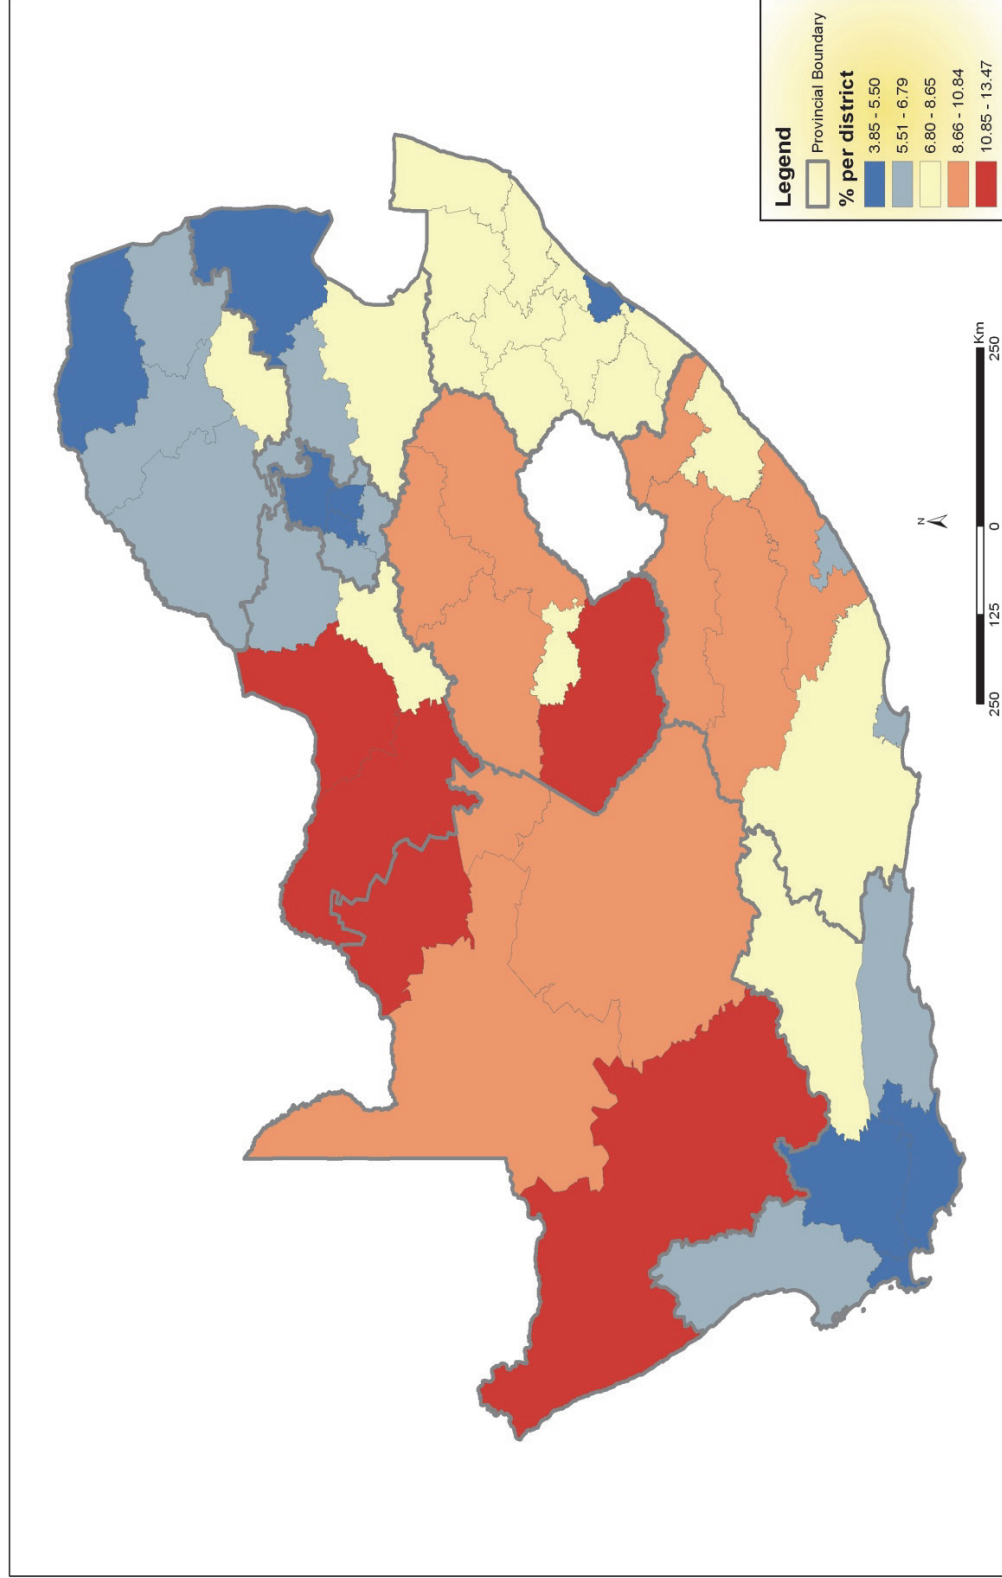 Legend
Provincial Boundary
% per district
3.85 - 5.50
5.51 - 6.79
6.80 - 8.65
8.66 - 10.84
10.85 - 13.47
N
Km
250
125
0
250